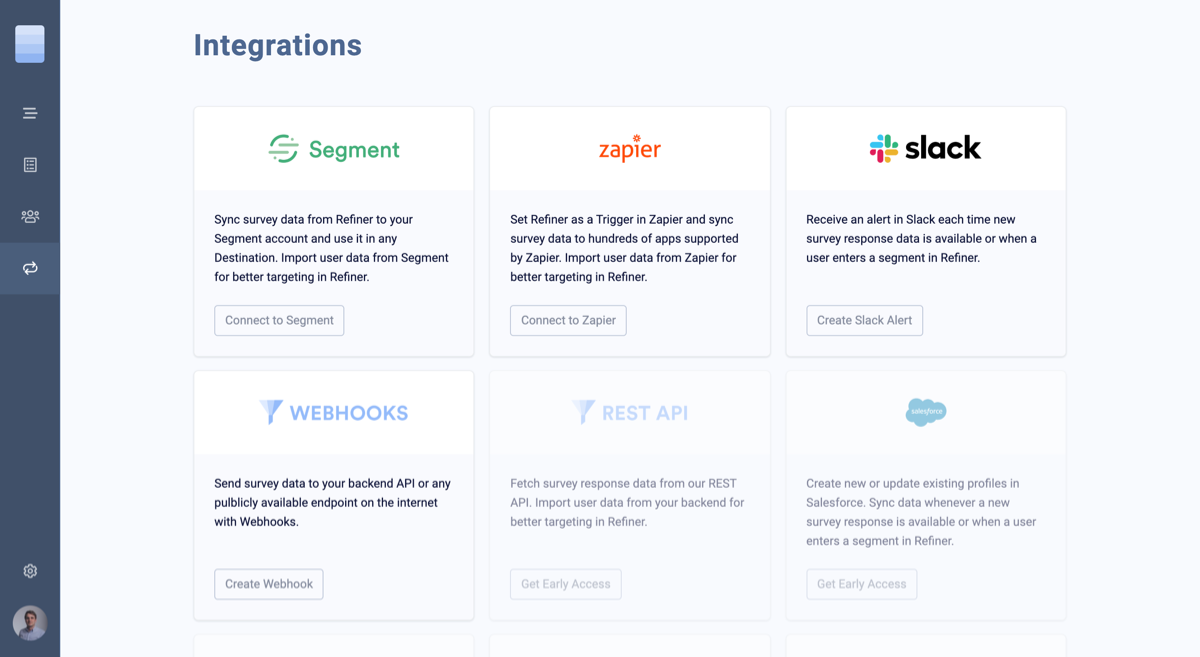 Integrations
Segment
zapier
slack
Sync survey data from Refiner to your
Segment account and use it in any
Destination. Import user data from Segment
for better targeting in Refiner.
Connect to Segment
Set Refiner as a Trigger in Zapier and sync
survey data to hundreds of apps supported
by Zapier. Import user data from Zapier for
better targeting in Refiner.
Connect to Zapier
Receive an alert in Slack each time new
survey response data is available or when a
user enters a segment in Refiner.
Create Slack Alert
WEBHOOKS
REST API
salesforce
Send survey data to your backend API or any
pulblicly available endpoint on the internet
with Webhooks.
Create Webhook
Fetch survey response data from our REST
API. Import user data from your backend for
better targeting in Refiner.
Get Early Access
Create new or update existing profiles in
Salesforce. Sync data whenever a new
survey response is available or when a user
enters a segment in Refiner.
Get Early Access